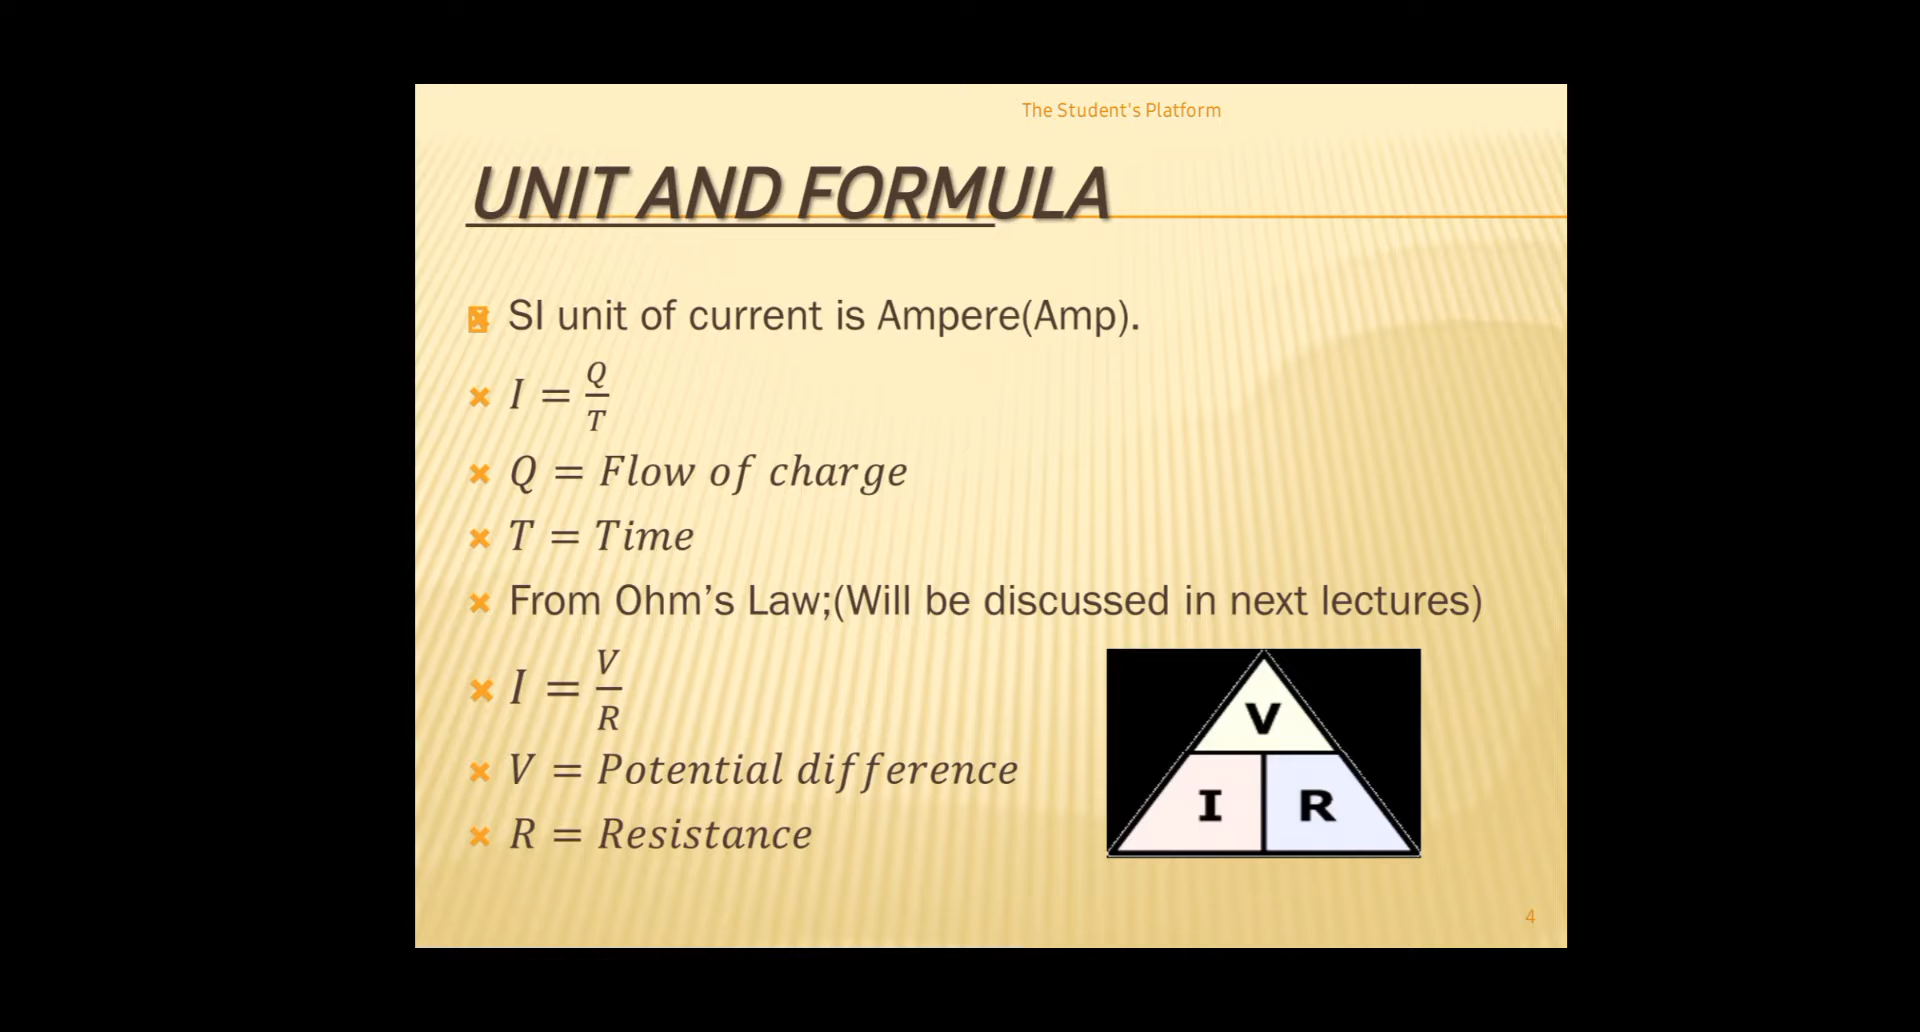 The Student's Platform
UNIT AND FORMULA
SI unit of current is Ampere(Amp).
I = Q/T
Q = Flow of charge
T = Time
From Ohm’s Law;(Will be discussed in next lectures)
I = V/R
V = Potential difference
R = Resistance
V
I R
4